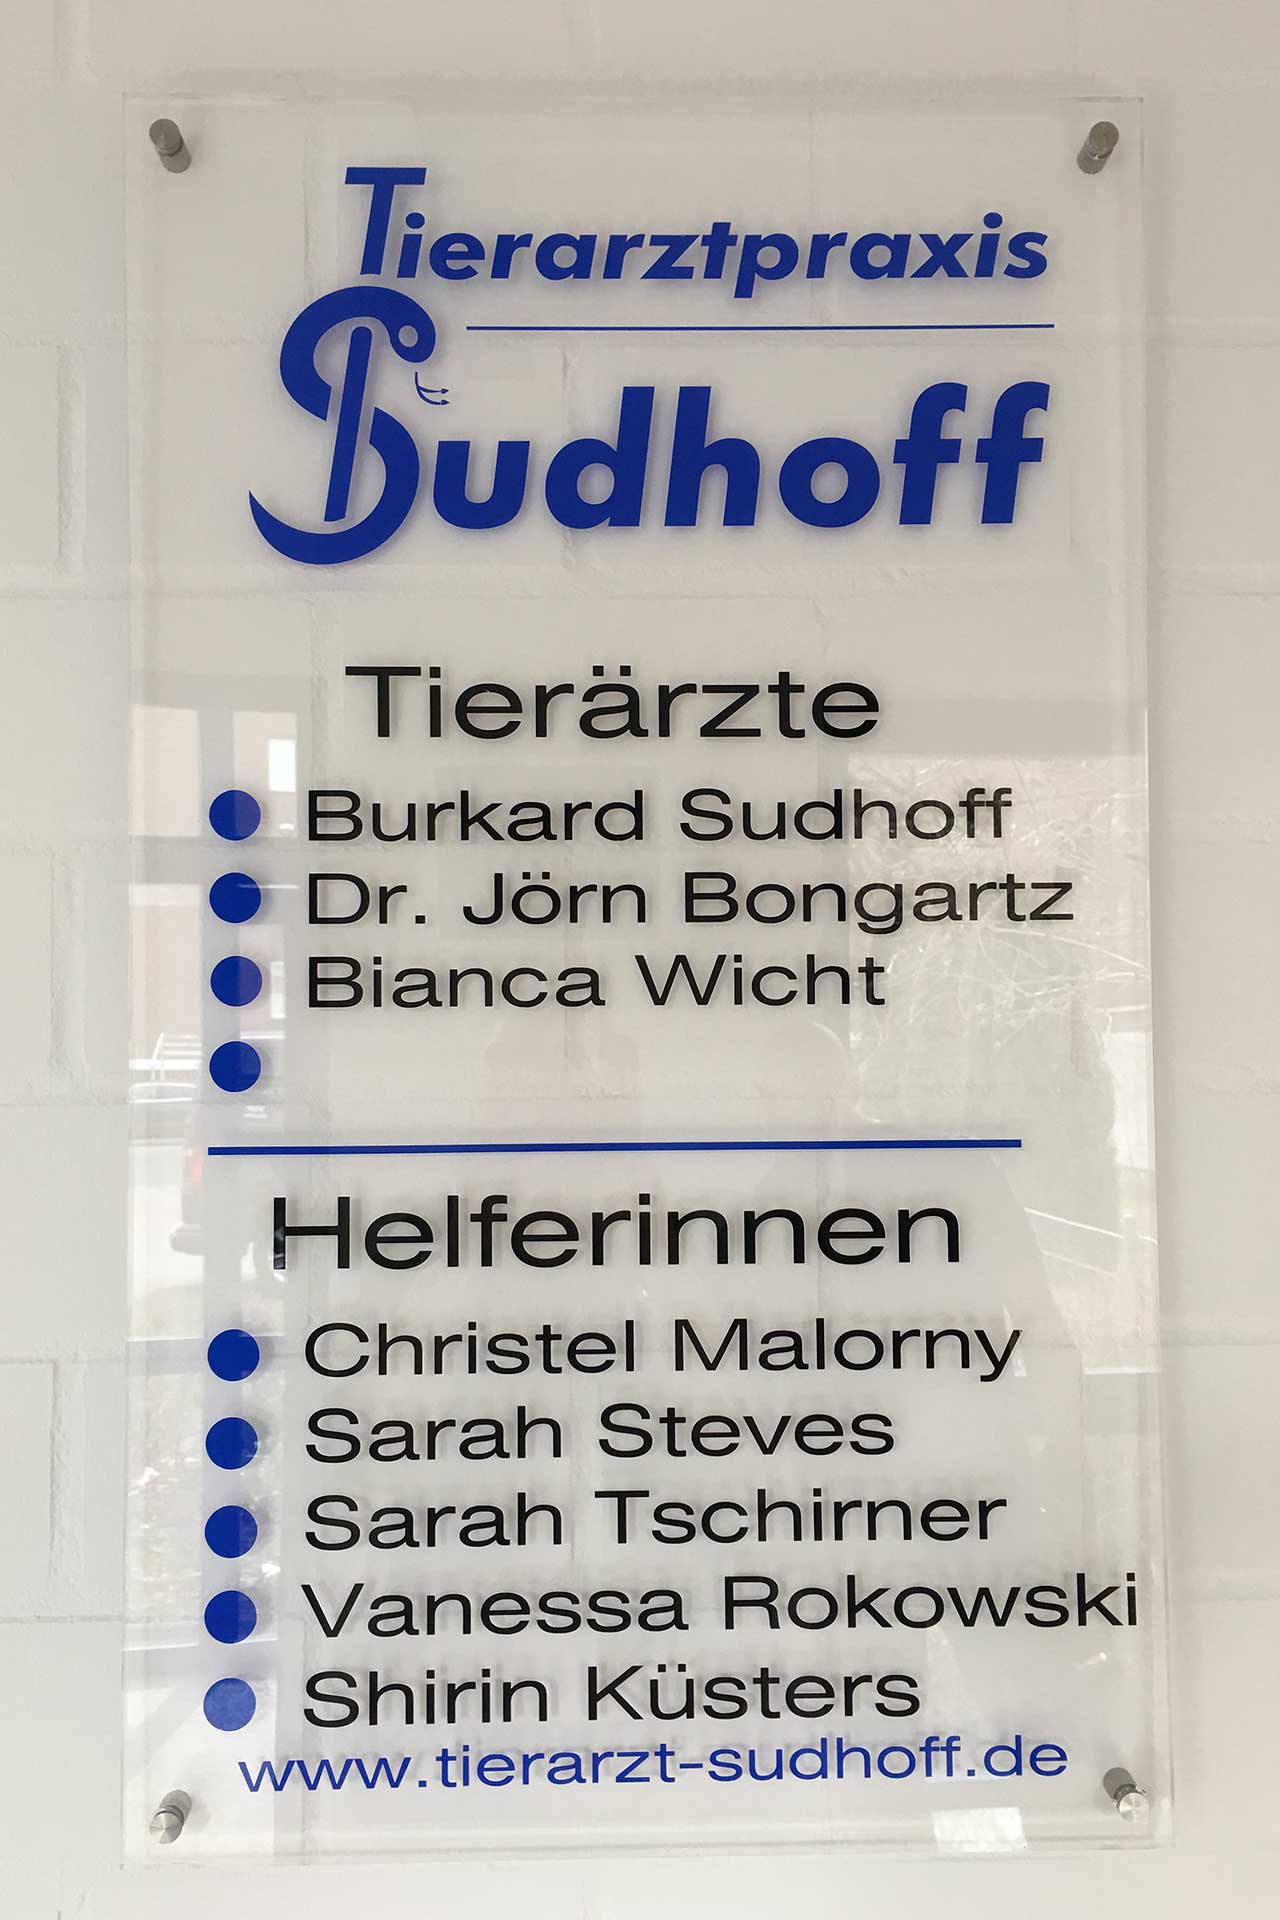 Tierarztpraxis
Sudhoff
Tierärzte
Burkard Sudhoff
Dr. Jörn Bongartz
Bianca Wicht
Helferinnen
Christel Malorny
Sarah Steves
Sarah Tschirner
Vanessa Rokowski
Shirin Küsters
www.tierarzt-sudhoff.de